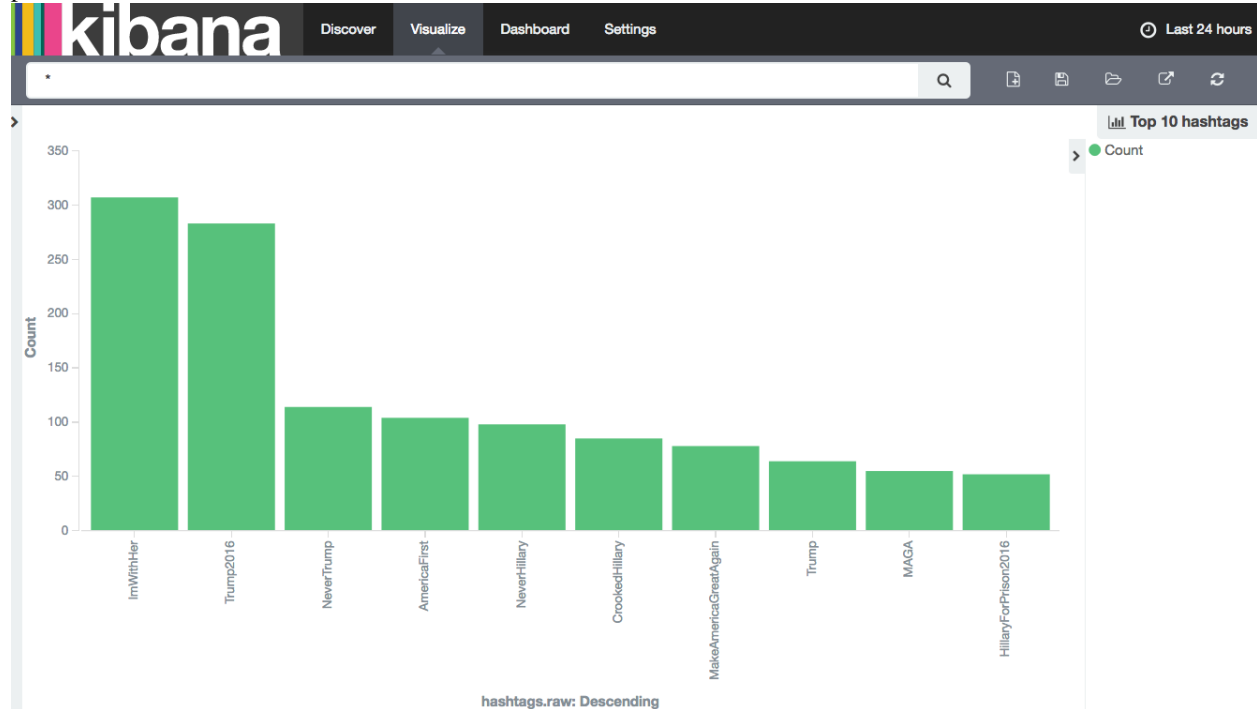 kibana
Discover Visualize Dashboard Settings
Last 24 hours
*
Top 10 hashtags
Count
350
300
250
200
150
100
50
0
Count
ImWithHer
Trump2016
NeverTrump
AmericaFirst
NeverHillary
CrookedHillary
MakeAmericaGreatAgain
Trump
MAGA
HillaryForPrison2016
hashtags.raw: Descending